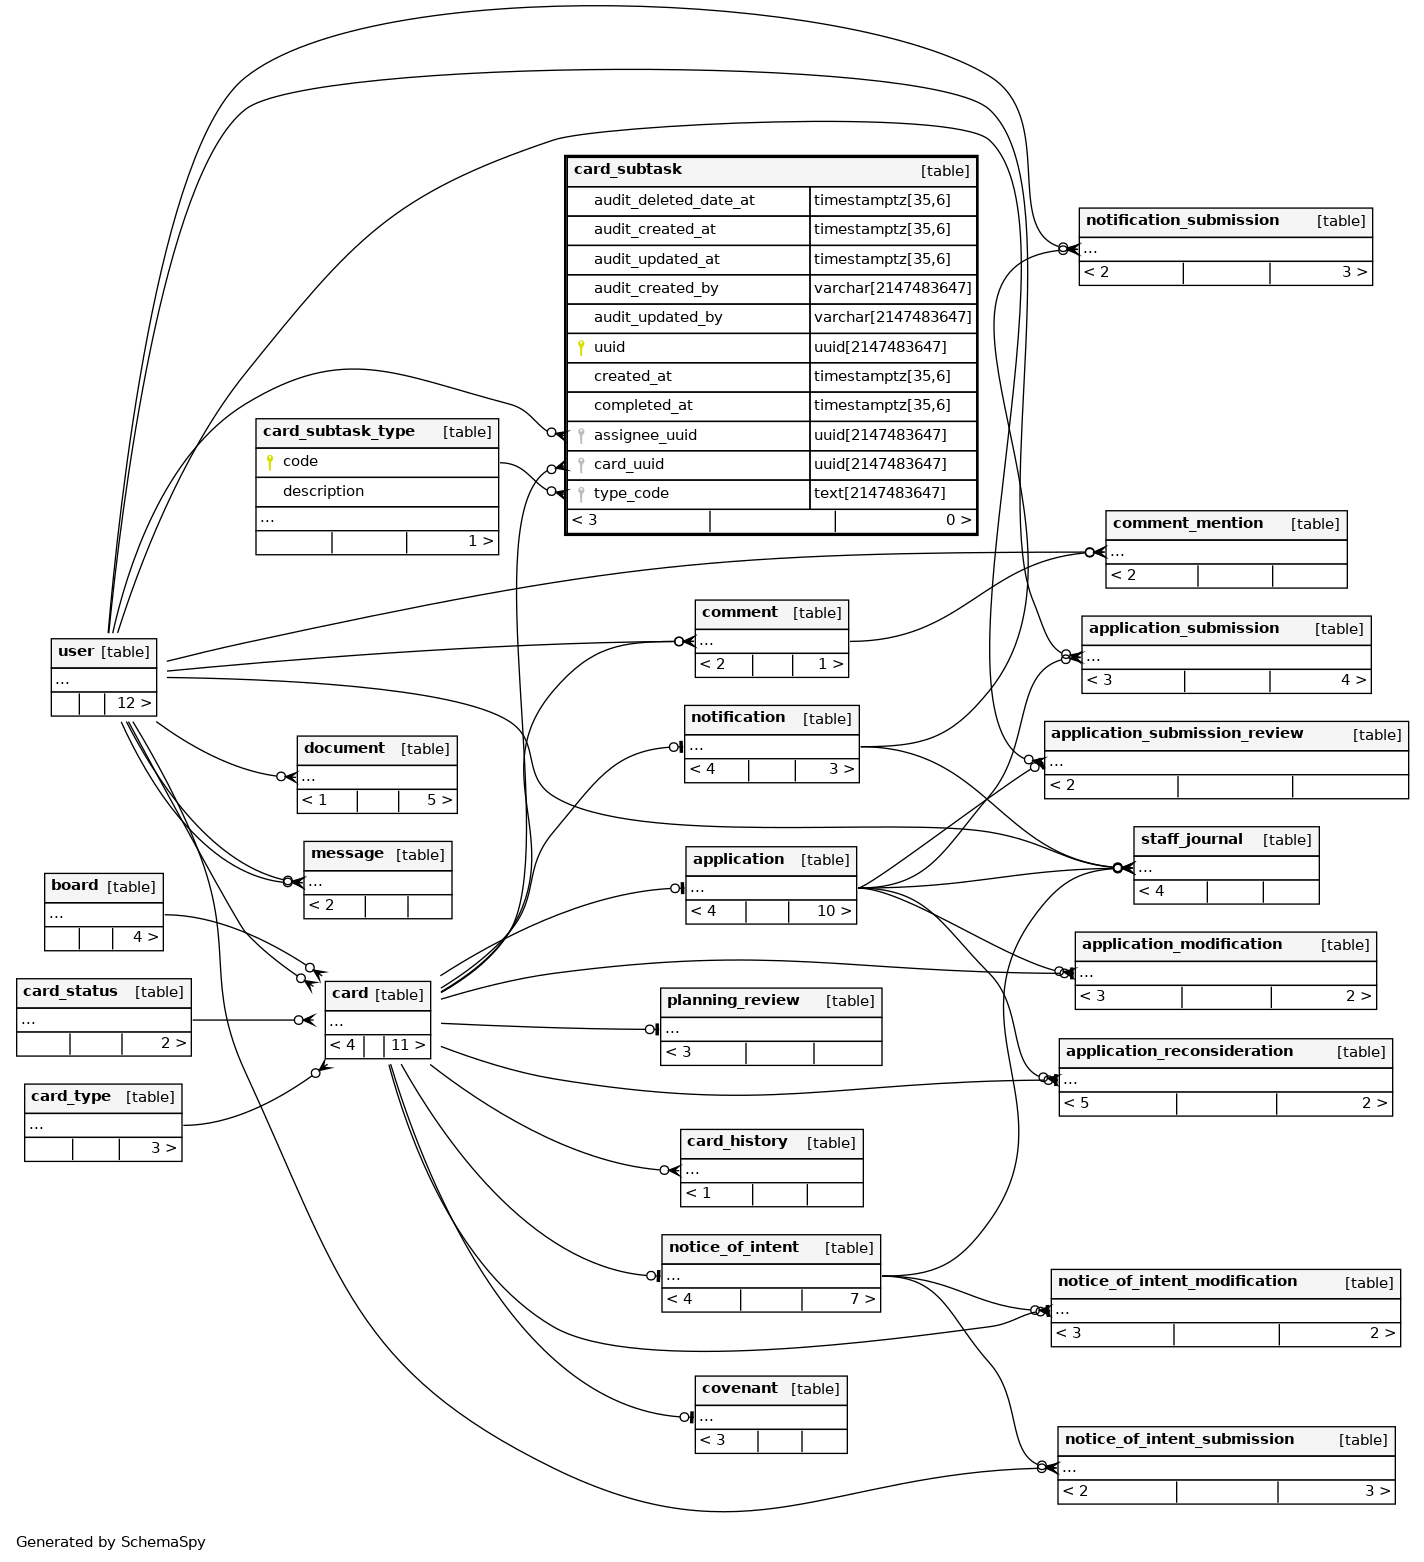 card_subtask [table]
audit_deleted_date_at timestamptz[35,6]
audit_created_at timestamptz[35,6]
audit_updated_at timestamptz[35,6]
audit_created_by varchar[2147483647]
audit_updated_by varchar[2147483647]
uuid uuid[2147483647]
created_at timestamptz[35,6]
completed_at timestamptz[35,6]
assignee_uuid uuid[2147483647]
card_uuid uuid[2147483647]
type_code text[2147483647]
< 3 0 >
notification_submission [table]
...
< 2 3 >
card_subtask_type [table]
code
description
...
1 >
comment_mention [table]
...
< 2
comment [table]
...
< 2 1 >
application_submission [table]
...
< 3 4 >
user [table]
...
12 >
notification [table]
...
< 4 3 >
application_submission_review [table]
...
< 2
document [table]
...
< 1 5 >
message [table]
...
< 2
application [table]
...
< 4 10 >
staff_journal [table]
...
< 4
board [table]
...
4 >
application_modification [table]
...
< 3 2 >
card_status [table]
...
2 >
card [table]
...
< 4 11 >
planning_review [table]
...
< 3
application_reconsideration [table]
...
< 5 2 >
card_type [table]
...
3 >
card_history [table]
...
< 1
notice_of_intent [table]
...
< 4 7 >
notice_of_intent_modification [table]
...
< 3 2 >
covenant [table]
...
< 3
notice_of_intent_submission [table]
...
< 2 3 >
Generated by SchemaSpy